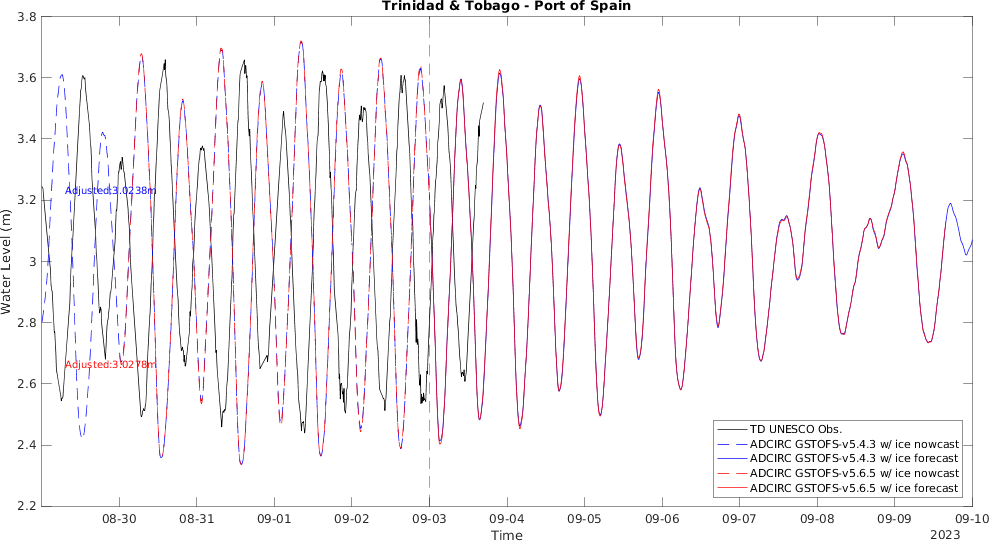 Trinidad & Tobago - Port of Spain
3.8
3.6
3.4
3.2
3
2.8
2.6
2.4
2.2
Water Level (m)
Adjusted:3.0238m
Adjusted:3.0278m
TD UNESCO Obs.
ADCIRC GSTOFS-v5.4.3 w/ ice nowcast
ADCIRC GSTOFS-v5.4.3 w/ ice forecast
ADCIRC GSTOFS-v5.6.5 w/ ice nowcast
ADCIRC GSTOFS-v5.6.5 w/ ice forecast
08-30 08-31 09-01 09-02 09-03 09-04 09-05 09-06 09-07 09-08 09-09 09-10
Time
2023